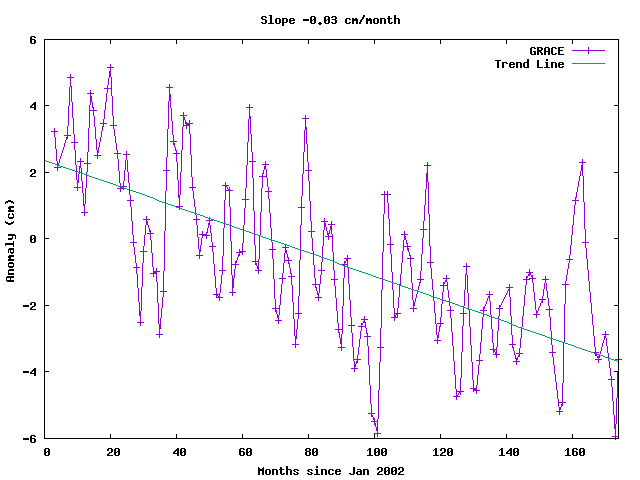 Slope -0.03 cm/month
GRACE
Trend Line
6
4
2
0
-2
-4
-6
Anomaly (cm)
0 20 40 60 80 100 120 140 160
Months since Jan 2002